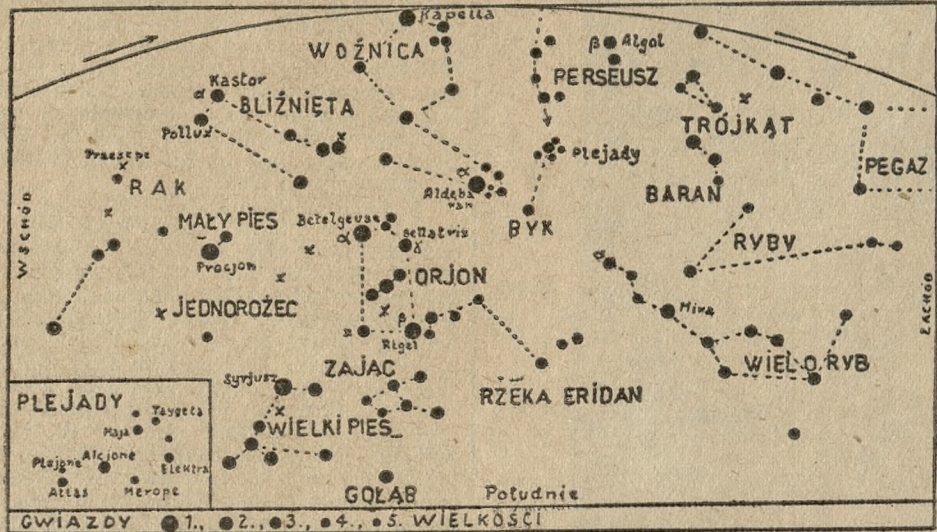 Kapella
WOŹNICA
β Algol
PERSEUSZ
Kastor
α BLIŹNIĘTA
Pollux
TRÓJKĄT
Praesepe
RAK
Plejady
PEGAZ
α
Aldebaran
BARAN
WSCHÓD
MAŁY PIES
Betelgeuse
α
Bellatrix
γ
BYK
RYBY
Procjon
ORJON
α
JEDNOROŻEC
β
Rigel
Mira
ZACHÓD
Syrjusz
ZAJĄC
WIELORYB
RZEKA ERIDAN
PLEJADY
Taygeta
Maja
Plejone Alcjone
Elektra
Atlas
Merope
WIELKI PIES
GOŁĄB
Południe
GWIAZDY 1., 2., 3., 4., 5. WIELKOŚCI